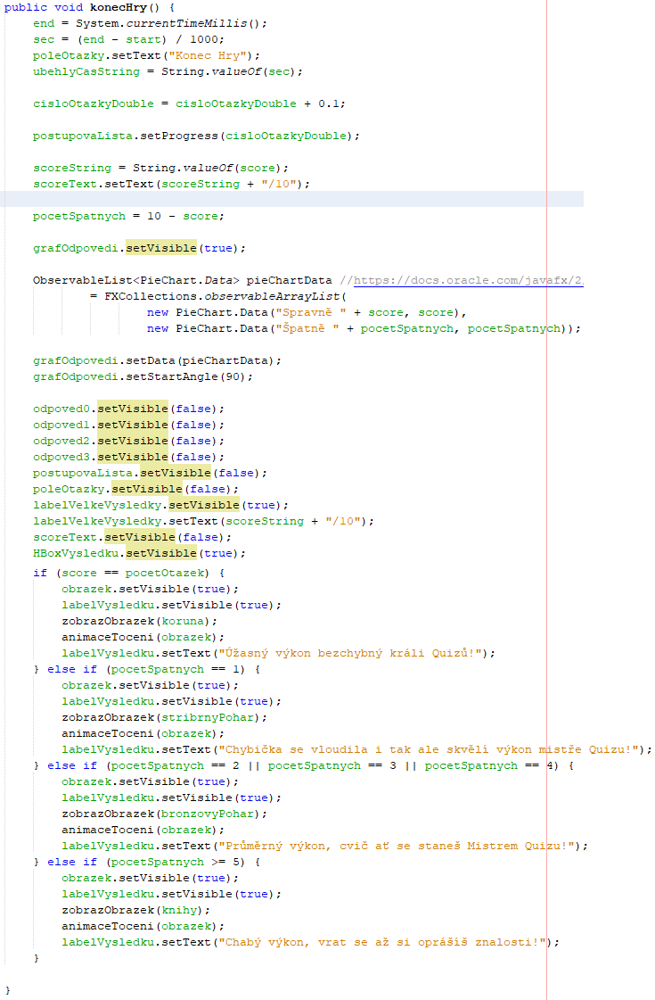 public void konecHry() {
    end = System.currentTimeMillis();
    sec = (end - start) / 1000;
    poleOtazky.setText("Konec Hry");
    ubehlyCasString = String.valueOf(sec);

    cisloOtazkyDouble = cisloOtazkyDouble + 0.1;

    postupovaLista.setProgress(cisloOtazkyDouble);

    scoreString = String.valueOf(score);
    scoreText.setText(scoreString + "/10");

    pocetSpatnych = 10 - score;

    grafOdpovedi.setVisible(true);

    ObservableList<PieChart.Data> pieChartData //https://docs.oracle.com/javafx/2.
            = FXCollections.observableArrayList(
                    new PieChart.Data("Spravně " + score, score),
                    new PieChart.Data("Špatně " + pocetSpatnych, pocetSpatnych));

    grafOdpovedi.setData(pieChartData);
    grafOdpovedi.setStartAngle(90);

    odpoved0.setVisible(false);
    odpoved1.setVisible(false);
    odpoved2.setVisible(false);
    odpoved3.setVisible(false);
    postupovaLista.setVisible(false);
    poleOtazky.setVisible(false);
    labelVelkeVysledky.setVisible(true);
    labelVelkeVysledky.setText(scoreString + "/10");
    scoreText.setVisible(false);
    HBoxVysledku.setVisible(true);
    if (score == pocetOtazek) {
        obrazek.setVisible(true);
        labelVysledku.setVisible(true);
        zobrazObrazek(koruna);
        animaceToceni(obrazek);
        labelVysledku.setText("Úžasný výkon bezchybný králi Quizů!");
    } else if (pocetSpatnych == 1) {
        obrazek.setVisible(true);
        labelVysledku.setVisible(true);
        zobrazObrazek(stribrnyPohar);
        animaceToceni(obrazek);
        labelVysledku.setText("Chybička se vloudila i tak ale skvělí výkon mistře Quizu!");
    } else if (pocetSpatnych == 2 || pocetSpatnych == 3 || pocetSpatnych == 4) {
        obrazek.setVisible(true);
        labelVysledku.setVisible(true);
        zobrazObrazek(bronzovyPohar);
        animaceToceni(obrazek);
        labelVysledku.setText("Průměrný výkon, cvič ať se staneš Mistrem Quizu!");
    } else if (pocetSpatnych >= 5) {
        obrazek.setVisible(true);
        labelVysledku.setVisible(true);
        zobrazObrazek(knihy);
        animaceToceni(obrazek);
        labelVysledku.setText("Chabý výkon, vrat se až si oprášíš znalosti!");
    }

}